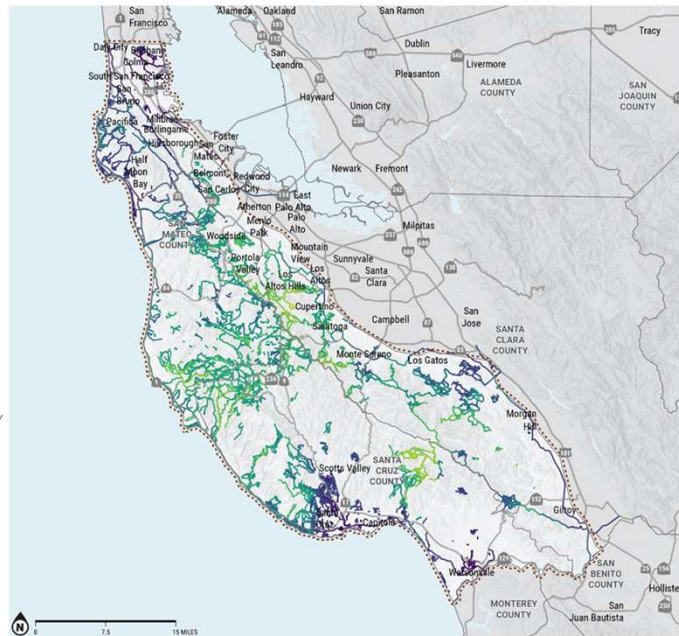 San
Francisco
Alameda
Oakland
San Ramon
Tracy
Daly City
Brisbane
Colma
San
Leandro
Dublin
Livermore
South San Francisco
Pleasanton
San
Bruno
Hayward
ALAMEDA
COUNTY
SAN
JOAQUIN
COUNTY
Pacifica
Millbrae
Burlingame
Union City
Foster
City
Hillsborough
San
Mateo
Half
Moon
Bay
Belmont
Redwood
City
Newark
Fremont
San Carlos
Atherton
East
Palo Alto
Menlo
Park
Palo
Alto
SAN
MATEO
COUNTY
Woodside
Milpitas
Mountain
View
Portola
Valley
Los
Altos
Sunnyvale
Los
Altos Hills
Santa
Clara
Cupertino
Campbell
San
Jose
Saratoga
SANTA
CLARA
COUNTY
Monte Sereno
Los Gatos
Morgan
Hill
Scotts Valley
SANTA
CRUZ
COUNTY
Gilroy
Capitola
Watsonville
SAN
BENITO
COUNTY
Hollister
MONTEREY
COUNTY
San
Juan Bautista
N
0 7.5 15 MILES